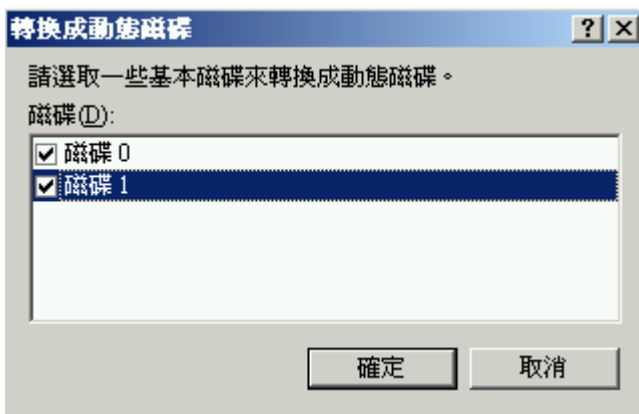 轉換成動態磁碟
請選取一些基本磁碟來轉換成動態磁碟。
磁碟(D):
磁碟 0
磁碟 1
確定 取消